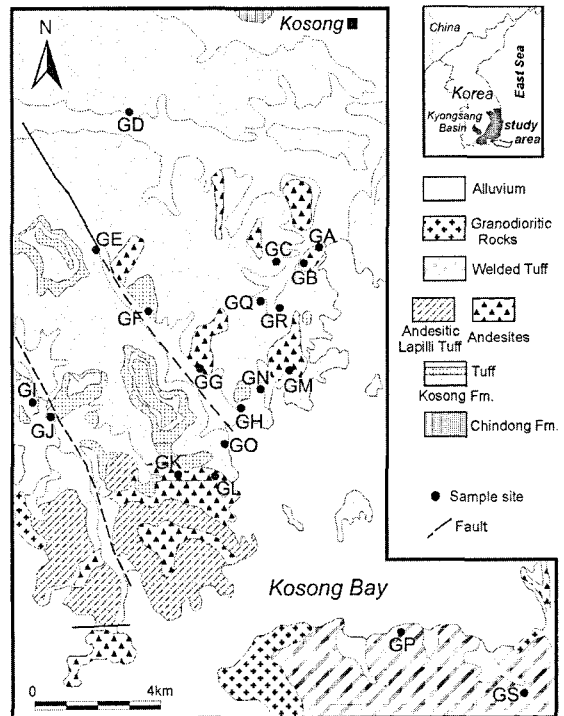 N
Kosong
GD
GE
GA
GC
GB
GF
GQ
GR
GG
GM
GN
GI
GH
GJ
GO
GK
GL
Kosong Bay
GP
GS
0 4km
China
East Sea
Korea
Kyongsang
Basin
study
area
Alluvium
Granodioritic
Rocks
Welded Tuff
Andesitic
Lapilli Tuff
Andesites
Tuff
Kosong Fm.
Chindong Fm.
Sample site
Fault